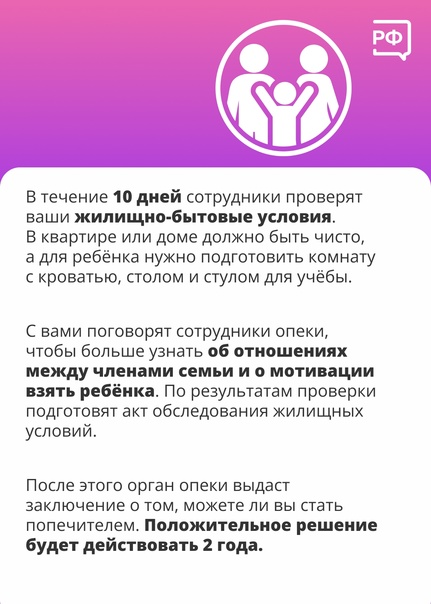 РФ
В течение 10 дней сотрудники проверят
ваши жилищно-бытовые условия.
В квартире или доме должно быть чисто,
а для ребёнка нужно подготовить комнату
с кроватью, столом и стулом для учёбы.
С вами поговорят сотрудники опеки,
чтобы больше узнать об отношениях
между членами семьи и о мотивации
взять ребёнка. По результатам проверки
подготовят акт обследования жилищных
условий.
После этого орган опеки выдаст
заключение о том, можете ли вы стать
попечителем. Положительное решение
будет действовать 2 года.